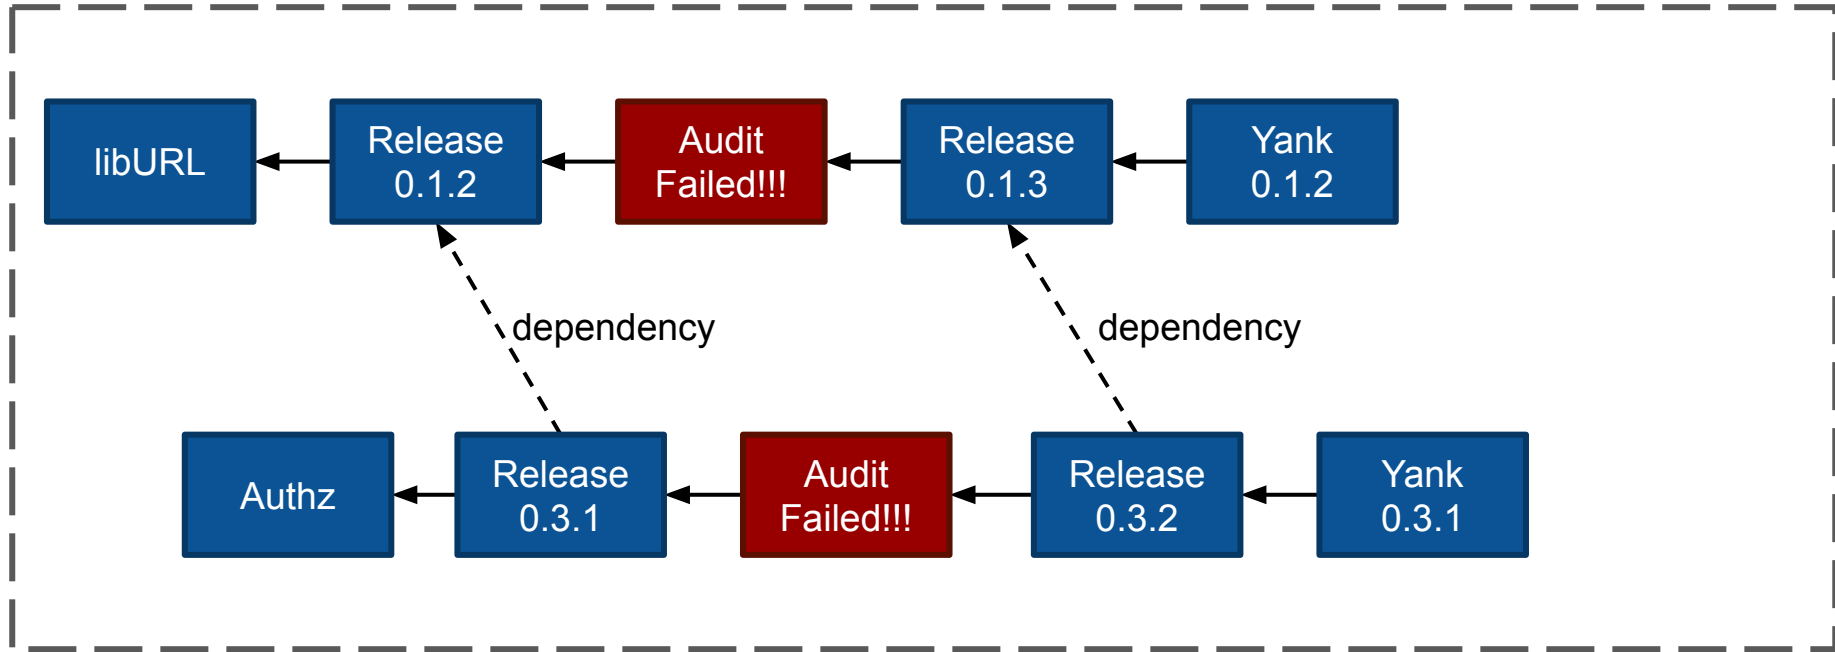 libURL
Release
0.1.2
Audit
Failed!!!
Release
0.1.3
Yank
0.1.2
dependency
dependency
Authz
Release
0.3.1
Audit
Failed!!!
Release
0.3.2
Yank
0.3.1